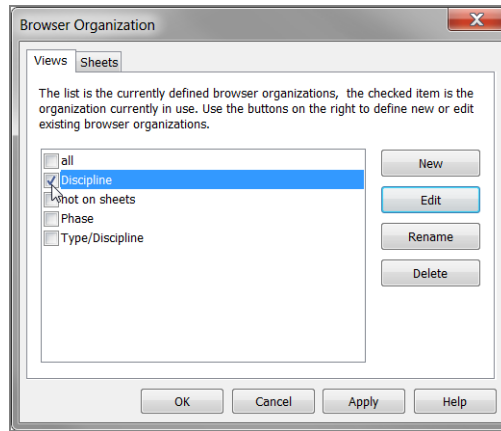 Browser Organization
Views Sheets
The list is the currently defined browser organizations, the checked item is the
organization currently in use. Use the buttons on the right to define new or edit
existing browser organizations.
all
New
Discipline
Edit
not on sheets
Phase
Rename
Type/Discipline
Delete
OK Cancel Apply Help